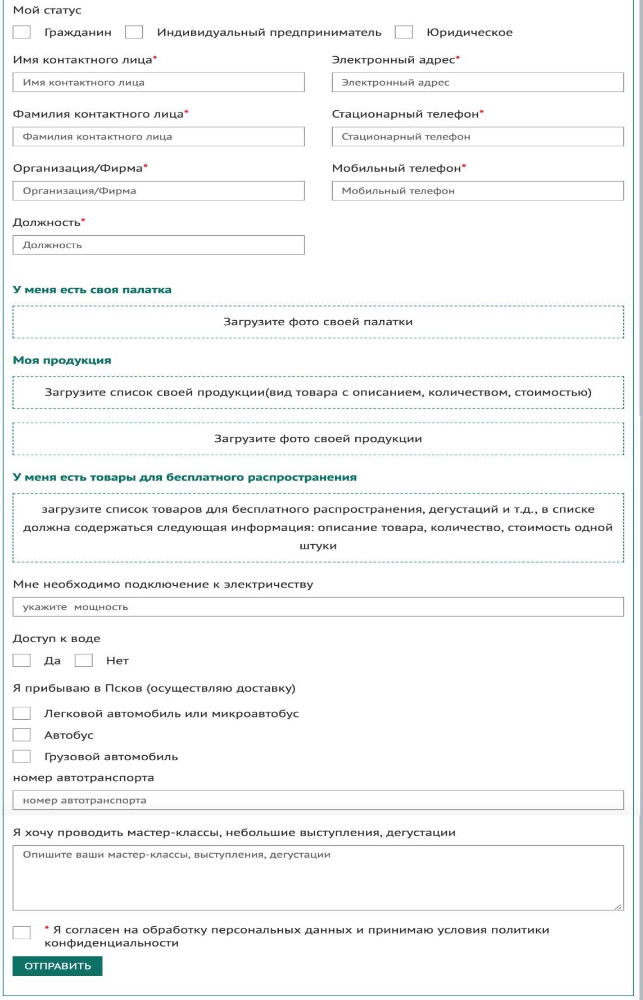 Мой статус
Гражданин Индивидуальный предприниматель Юридическое
Имя контактного лица* Электронный адрес*
Имя контактного лица Электронный адрес
Фамилия контактного лица* Стационарный телефон*
Фамилия контактного лица Стационарный телефон
Организация/Фирма* Мобильный телефон*
Организация/Фирма Мобильный телефон
Должность*
Должность
У меня есть своя палатка
Загрузите фото своей палатки
Моя продукция
Загрузите список своей продукции(вид товара с описанием, количеством, стоимостью)
Загрузите фото своей продукции
У меня есть товары для бесплатного распространения
загрузите список товаров для бесплатного распространения, дегустаций и т.д., в списке
должна содержаться следующая информация: описание товара, количество, стоимость одной
штуки
Мне необходимо подключение к электричеству
укажите мощность
Доступ к воде
Да Нет
Я прибываю в Псков (осуществляю доставку)
Легковой автомобиль или микроавтобус
Автобус
Грузовой автомобиль
номер автотранспорта
номер автотранспорта
Я хочу проводить мастер-классы, небольшие выступления, дегустации
Опишите ваши мастер-классы, выступления, дегустации
* Я согласен на обработку персональных данных и принимаю условия политики
конфиденциальности
ОТПРАВИТЬ